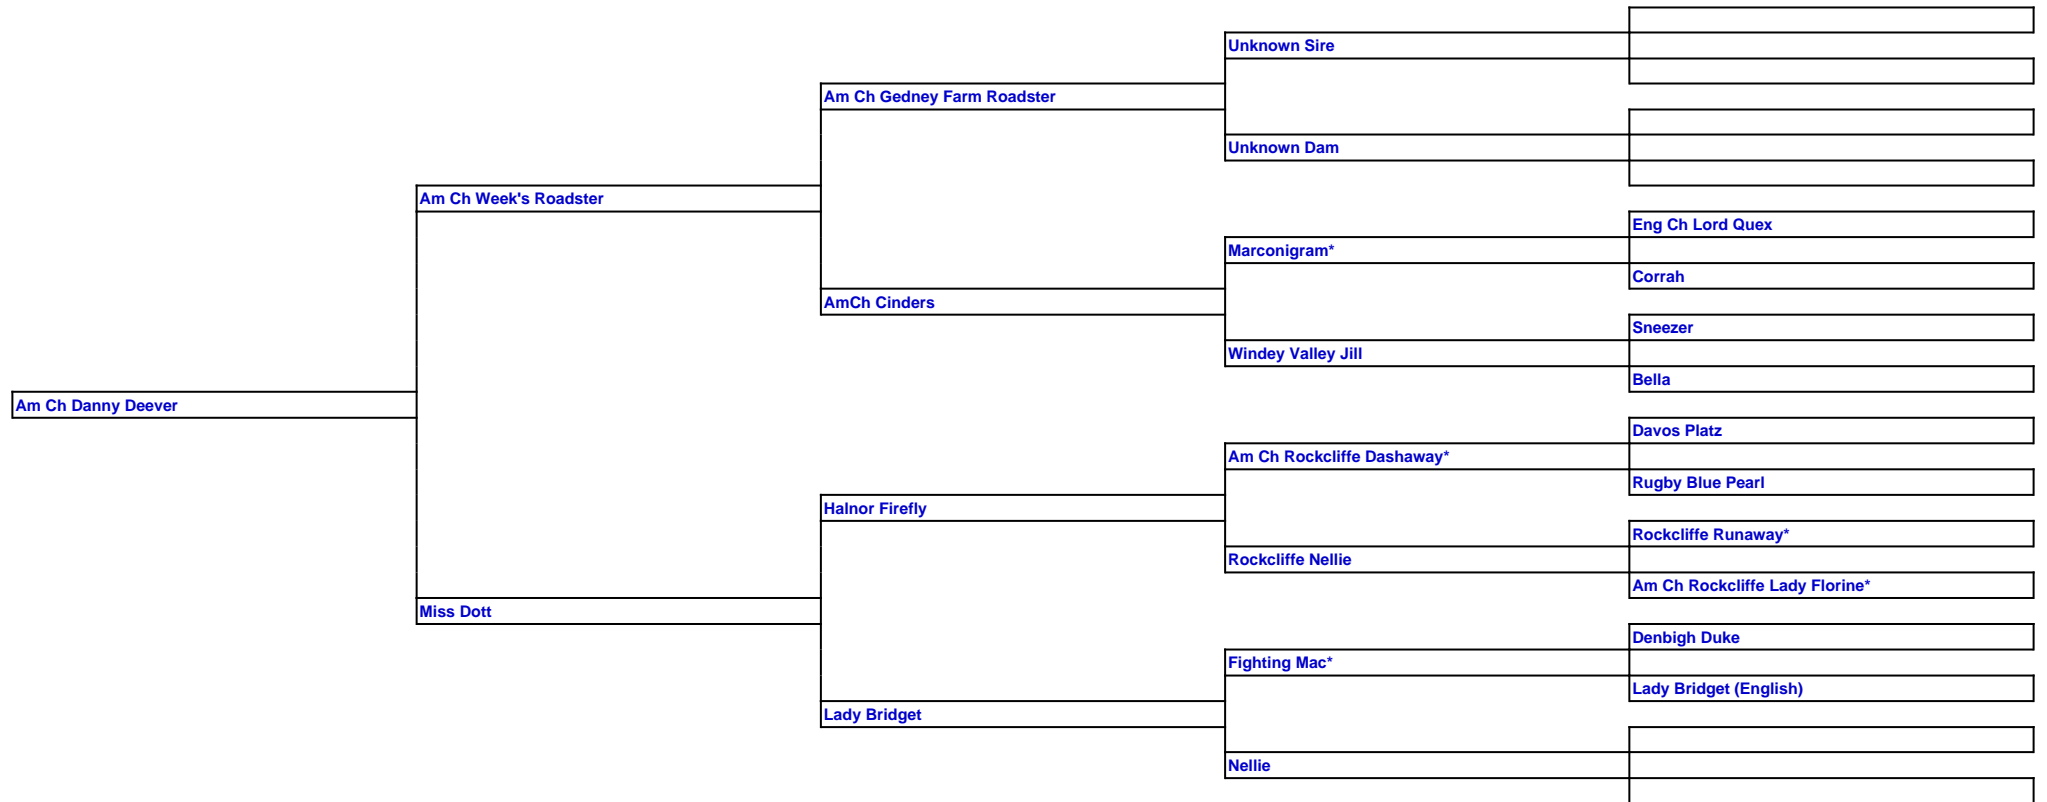 Unknown Sire
Am Ch Gedney Farm Roadster
Unknown Dam
Am Ch Week's Roadster
Eng Ch Lord Quex
Marconigram*
Corrah
AmCh Cinders
Sneezer
Windey Valley Jill
Bella
Am Ch Danny Deever
Davos Platz
Am Ch Rockcliffe Dashaway*
Rugby Blue Pearl
Halnor Firefly
Rockcliffe Runaway*
Rockcliffe Nellie
Am Ch Rockcliffe Lady Florine*
Miss Dott
Denbigh Duke
Fighting Mac*
Lady Bridget (English)
Lady Bridget
Nellie